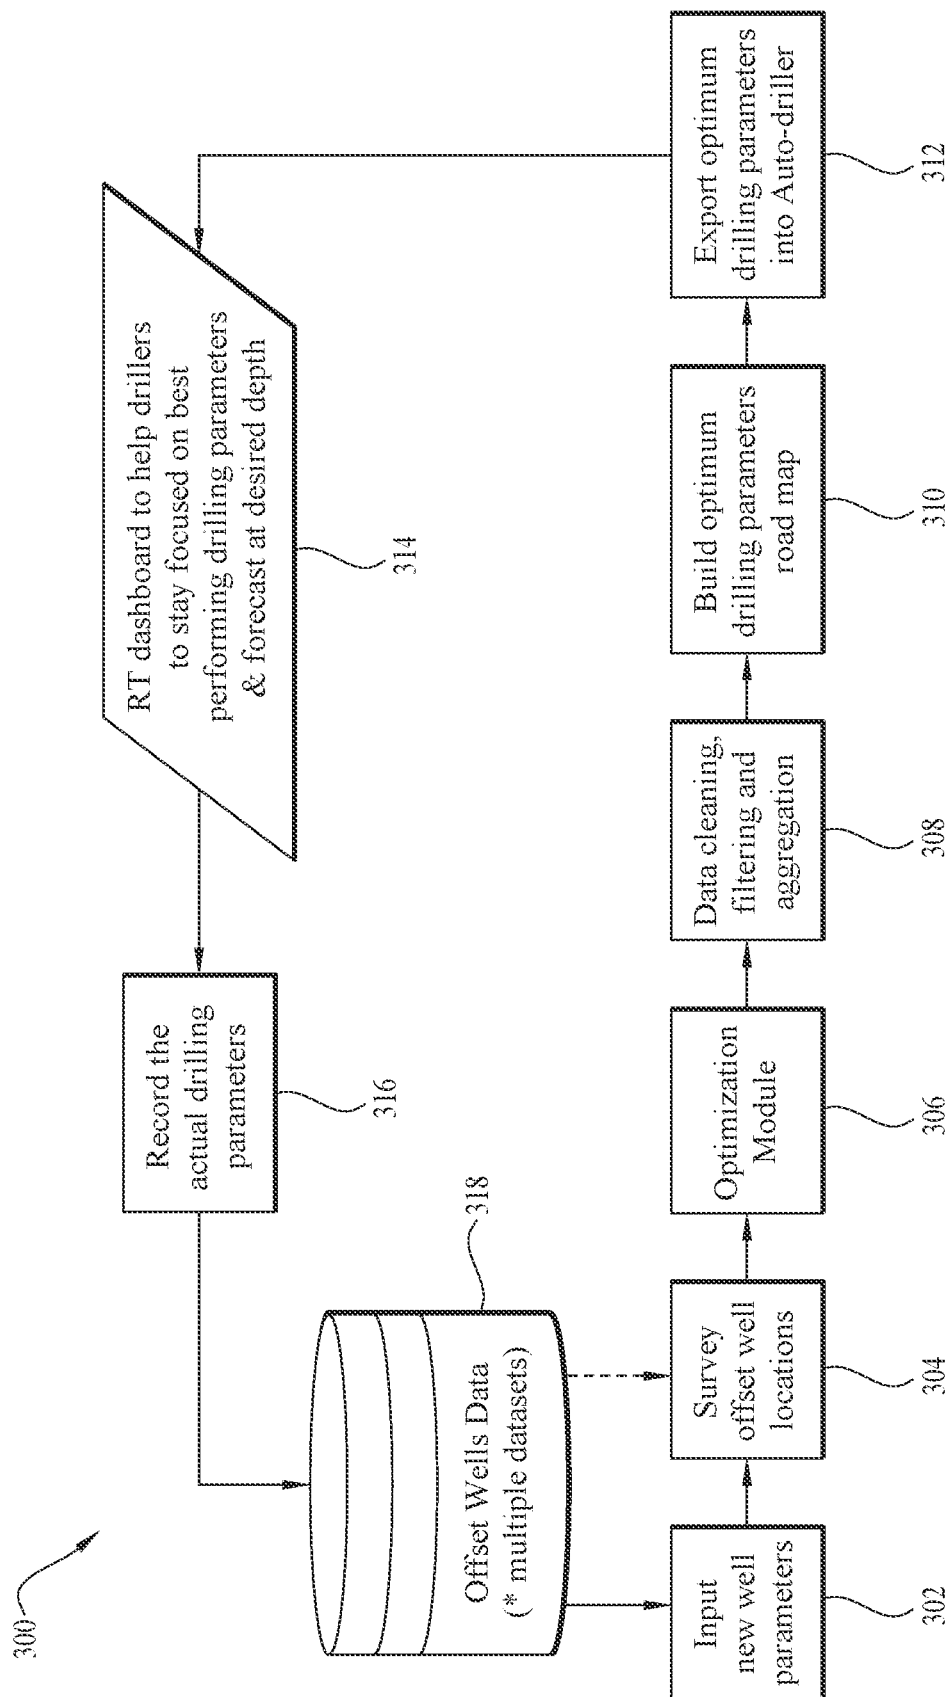 300
RT dashboard to help drillers
to stay focused on best
performing drilling parameters
& forecast at desired depth
314
Record the
actual drilling
parameters
316
Offset Wells Data
(* multiple datasets)
318
Input
new well
parameters
302
Survey
offset well
locations
304
Optimization
Module
306
Data cleaning,
filtering and
aggregation
308
Build optimum
drilling parameters
road map
310
Export optimum
drilling parameters
into Auto-driller
312